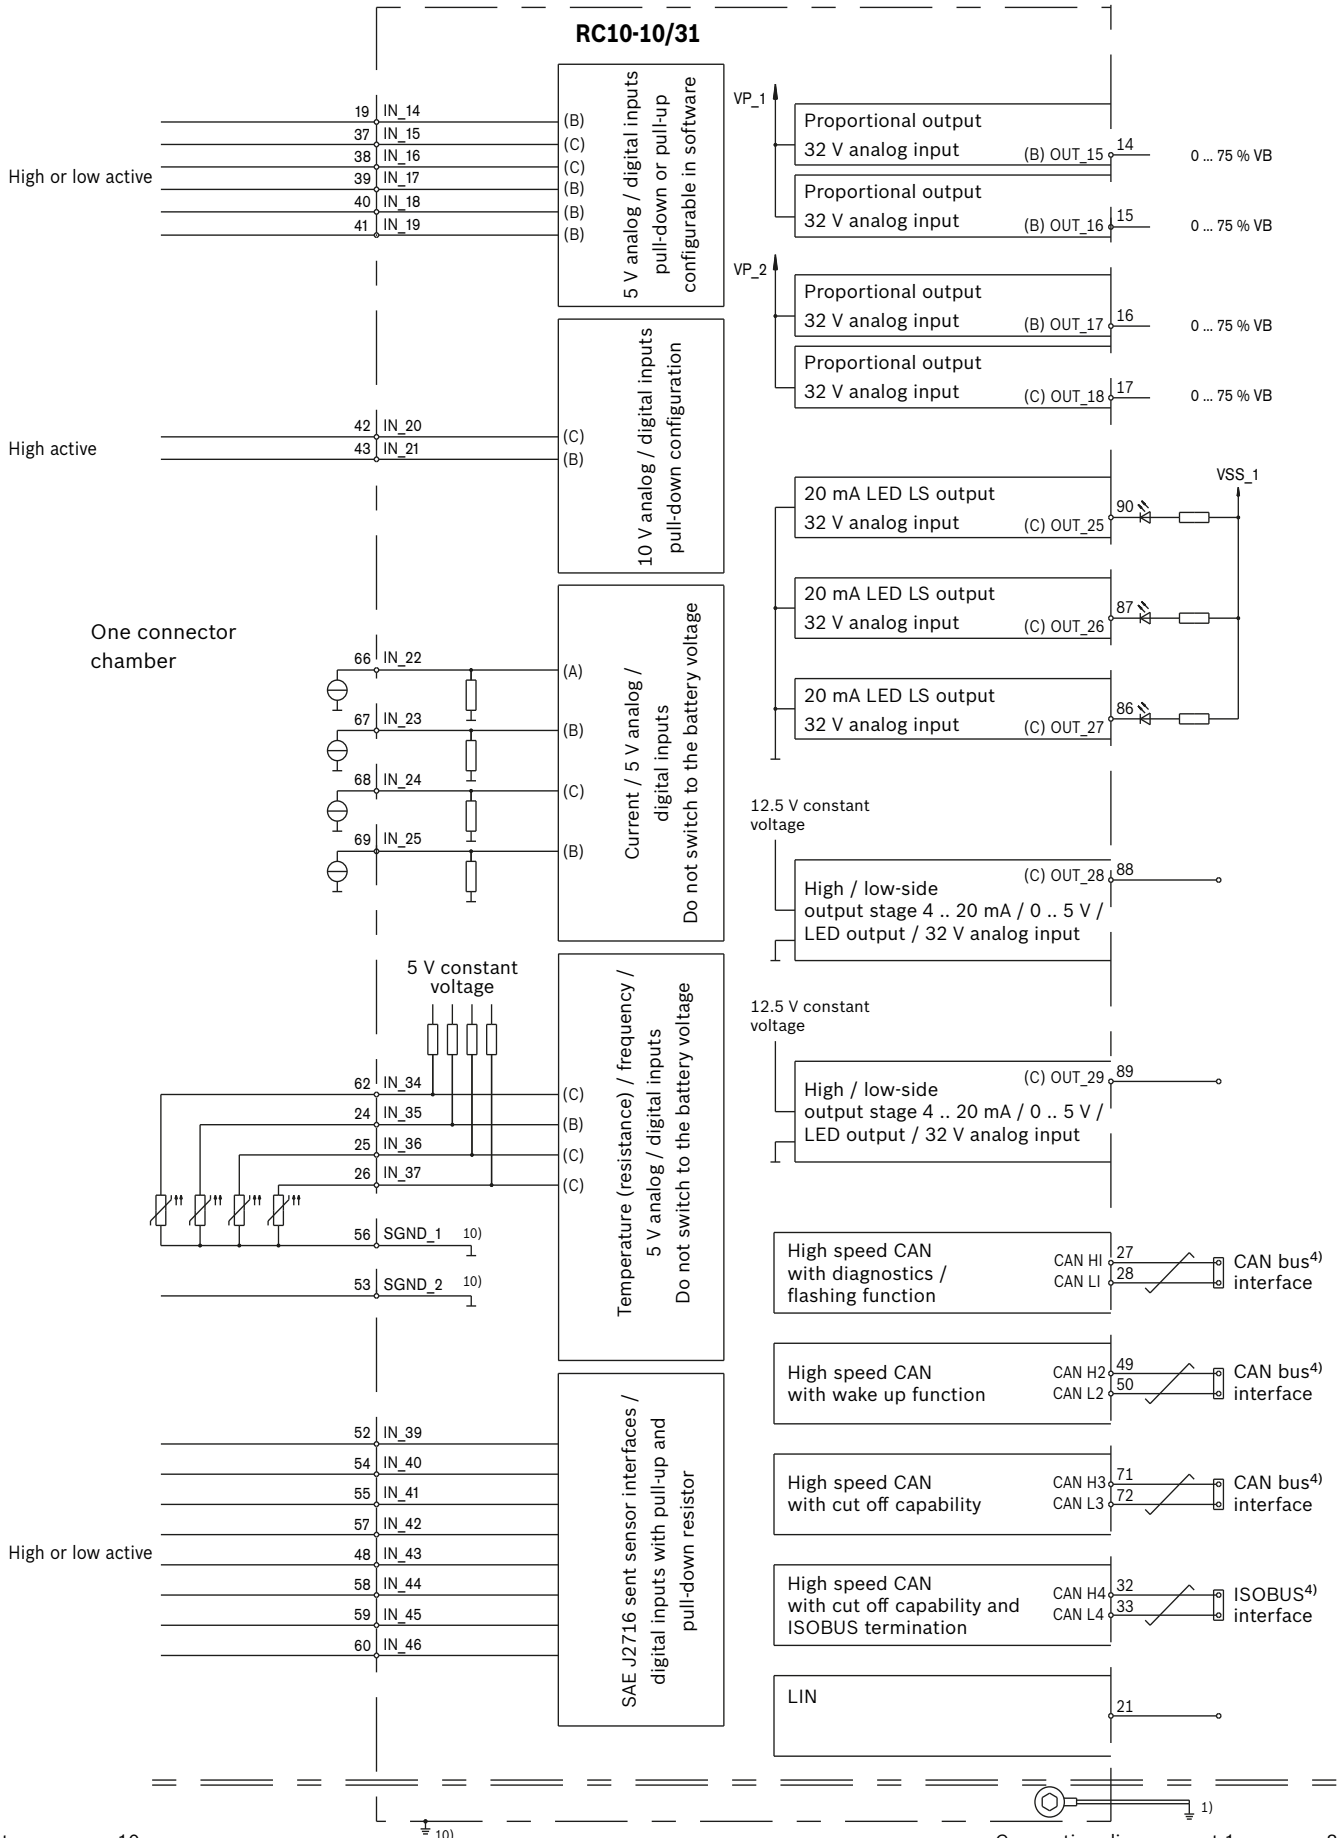 RC10-10/31
High or low active
19 IN_14 (B)
37 IN_15 (C)
38 IN_16 (C)
39 IN_17 (B)
40 IN_18 (B)
41 IN_19 (B)
5 V analog / digital inputs
pull-down or pull-up
configurable in software
High active
42 IN_20 (C)
43 IN_21 (B)
10 V analog / digital inputs
pull-down configuration
One connector
chamber
66 IN_22 (A)
67 IN_23 (B)
68 IN_24 (C)
69 IN_25 (B)
Current / 5 V analog /
digital inputs
Do not switch to the battery voltage
5 V constant
voltage
62 IN_34 (C)
24 IN_35 (B)
25 IN_36 (C)
26 IN_37 (C)
56 SGND_1 10)
53 SGND_2 10)
Temperature (resistance) / frequency /
5 V analog / digital inputs
Do not switch to the battery voltage
High or low active
52 IN_39
54 IN_40
55 IN_41
57 IN_42
48 IN_43
58 IN_44
59 IN_45
60 IN_46
SAE J2716 sent sensor interfaces /
digital inputs with pull-up and
pull-down resistor
VP_1
Proportional output
32 V analog input (B) OUT_15 14 0 ... 75 % VB
Proportional output
32 V analog input (B) OUT_16 15 0 ... 75 % VB
VP_2
Proportional output
32 V analog input (B) OUT_17 16 0 ... 75 % VB
Proportional output
32 V analog input (C) OUT_18 17 0 ... 75 % VB
VSS_1
20 mA LED LS output
32 V analog input (C) OUT_25 90
20 mA LED LS output
32 V analog input (C) OUT_26 87
20 mA LED LS output
32 V analog input (C) OUT_27 86
12.5 V constant
voltage
(C) OUT_28 88
High / low-side
output stage 4 .. 20 mA / 0 .. 5 V /
LED output / 32 V analog input
12.5 V constant
voltage
(C) OUT_29 89
High / low-side
output stage 4 .. 20 mA / 0 .. 5 V /
LED output / 32 V analog input
High speed CAN
with diagnostics /
flashing function
CAN HI 27
CAN LI 28
CAN bus4)
interface
High speed CAN
with wake up function
CAN H2 49
CAN L2 50
CAN bus4)
interface
High speed CAN
with cut off capability
CAN H3 71
CAN L3 72
CAN bus4)
interface
High speed CAN
with cut off capability and
ISOBUS termination
CAN H4 32
CAN L4 33
ISOBUS4)
interface
LIN
21
1)
10)